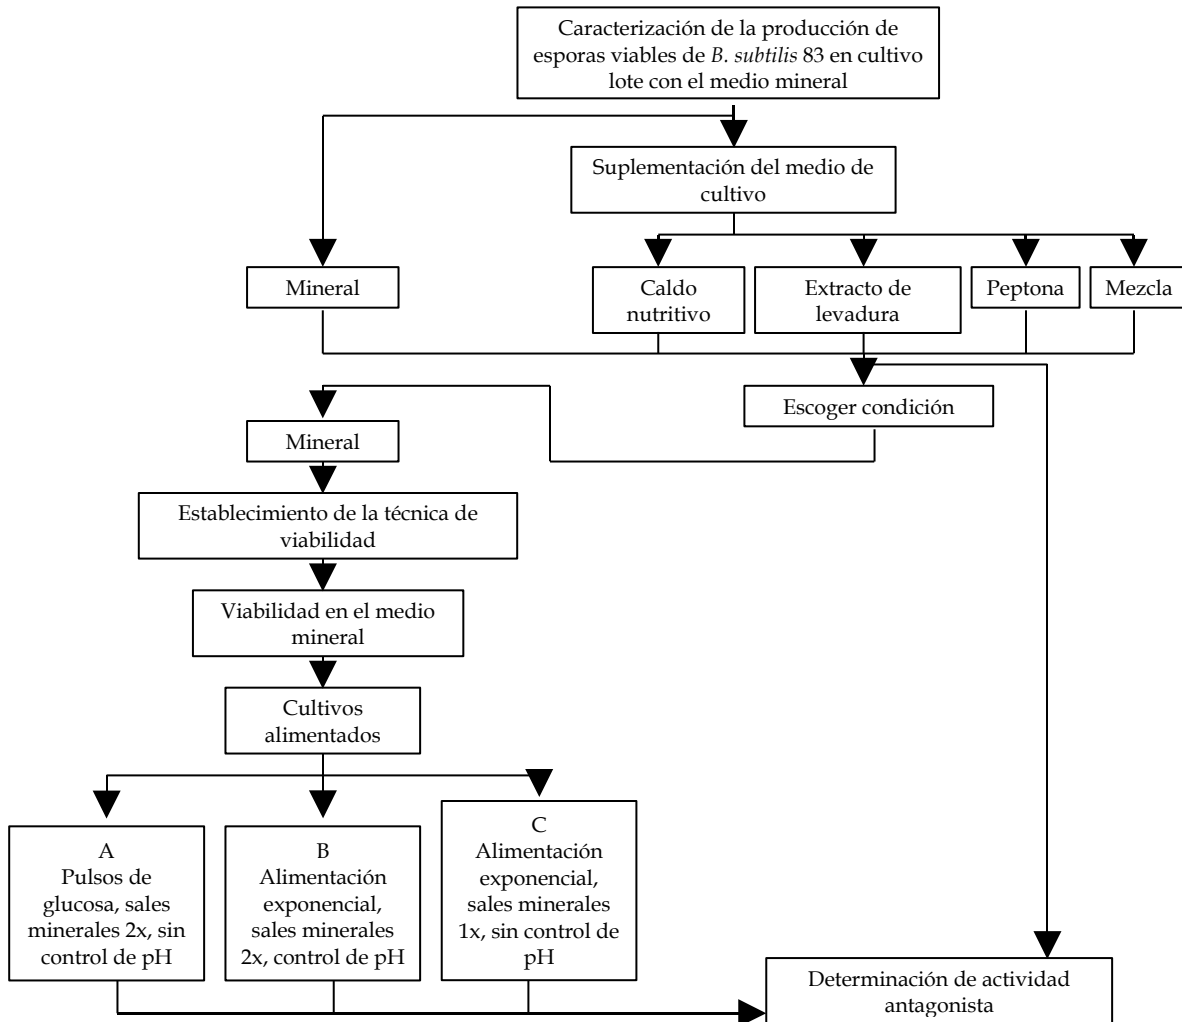 Caracterización de la producción de
esporas viables de B. subtilis 83 en cultivo
lote con el medio mineral
Suplementación del medio de
cultivo
Mineral
Caldo
nutritivo
Extracto de
levadura
Peptona
Mezcla
Escoger condición
Mineral
Establecimiento de la técnica de
viabilidad
Viabilidad en el medio
mineral
Cultivos
alimentados
A
Pulsos de
glucosa, sales
minerales 2x, sin
control de pH
B
Alimentación
exponencial,
sales minerales
2x, control de pH
C
Alimentación
exponencial,
sales minerales
1x, sin control de
pH
Determinación de actividad
antagonista